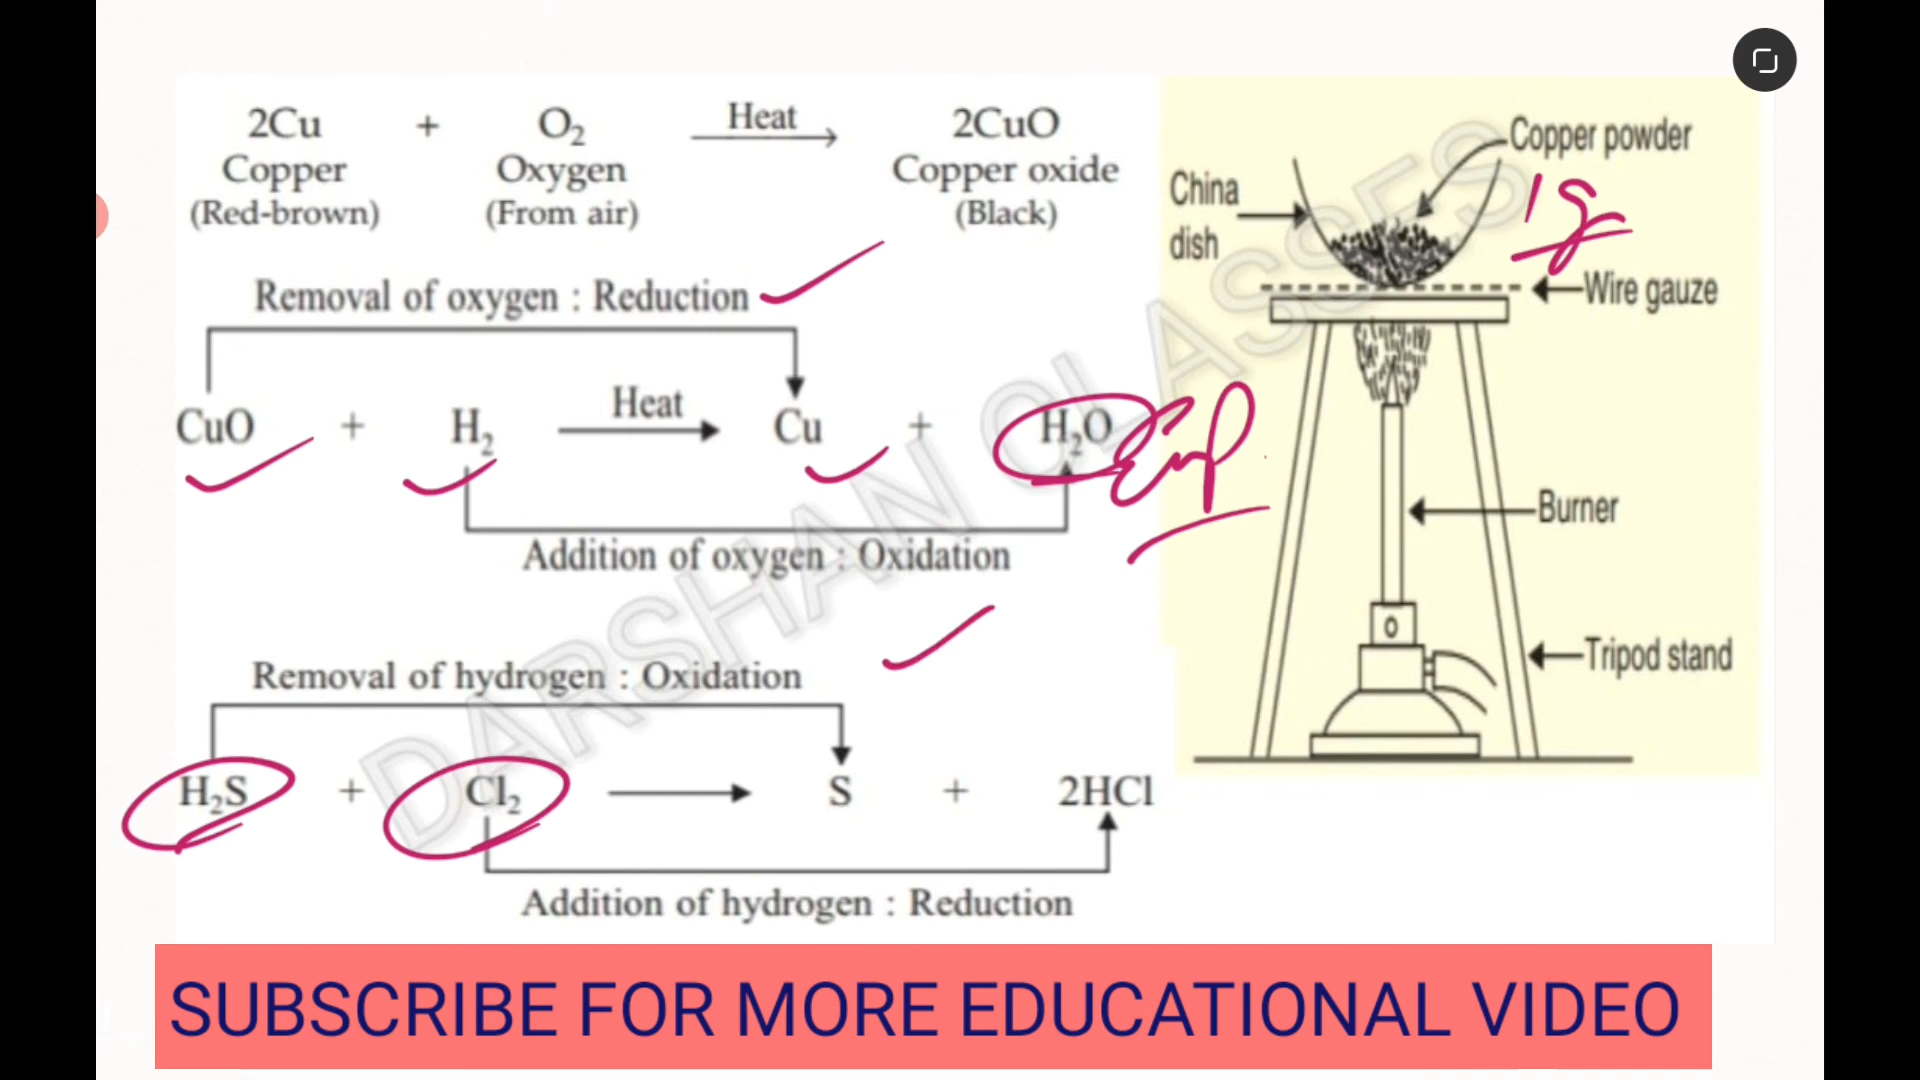 2Cu + O₂ Heat 2CuO
Copper Oxygen Copper oxide
(Red-brown) (From air) (Black)
Removal of oxygen : Reduction
CuO + H₂ Heat Cu + H₂O
Addition of oxygen : Oxidation
Removal of hydrogen : Oxidation
H₂S + Cl₂ S + 2HCl
Addition of hydrogen : Reduction
Copper powder
China
dish
Wire gauze
Burner
Tripod stand
DARSHAN CLASSES
SUBSCRIBE FOR MORE EDUCATIONAL VIDEO